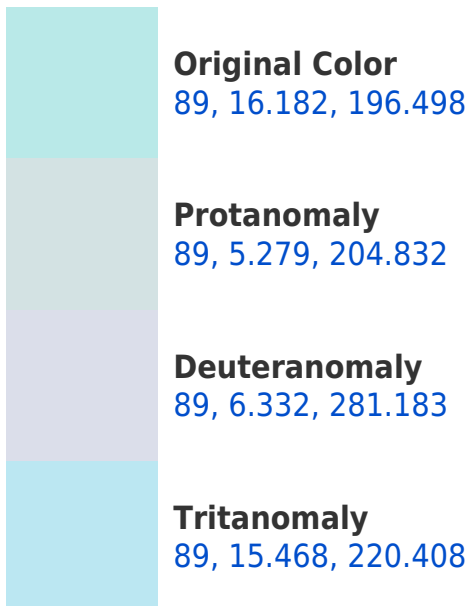 Original Color
89, 16.182, 196.498
Protanomaly
89, 5.279, 204.832
Deuteranomaly
89, 6.332, 281.183
Tritanomaly
89, 15.468, 220.408